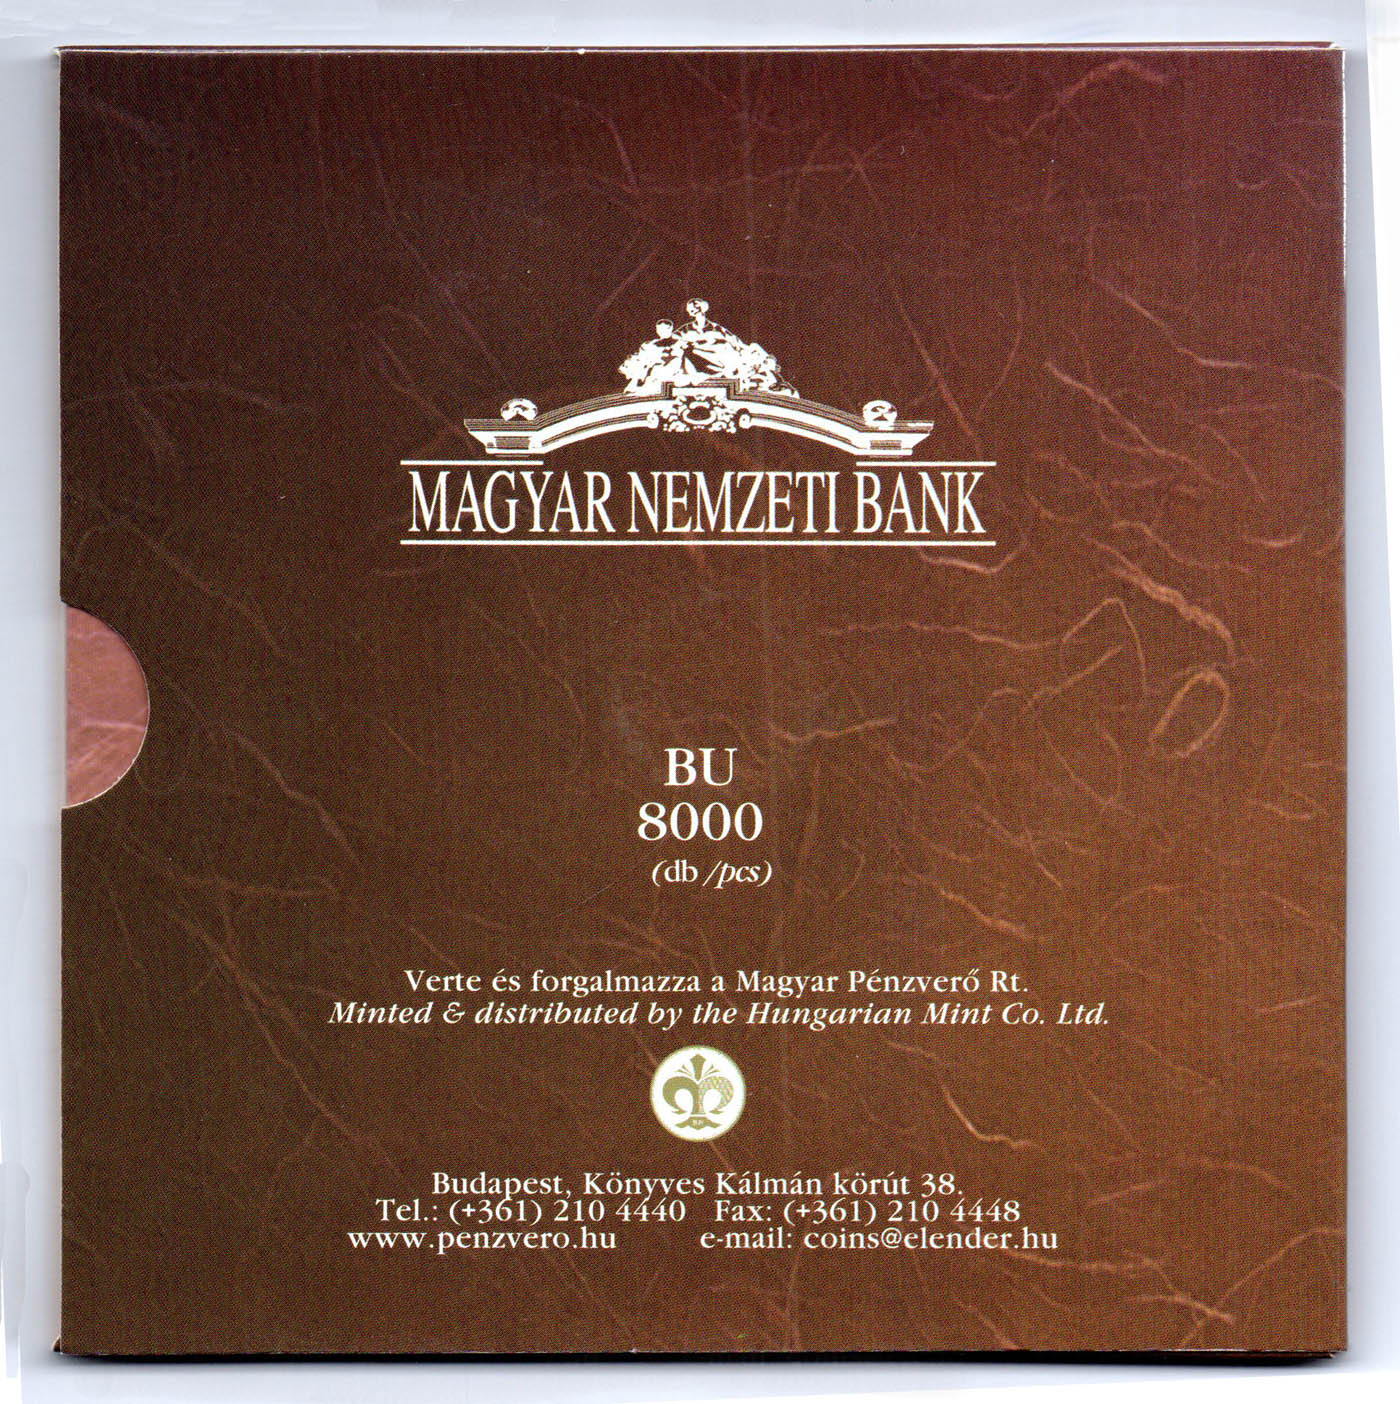 MAGYAR NEMZETI BANK
BU
8000
(db /pcs)
Verte és forgalmazza a Magyar Pénzverő Rt.
Minted & distributed by the Hungarian Mint Co. Ltd.
Budapest, Könyves Kálmán körút 38.
Tel.: (+361) 210 4440 Fax: (+361) 210 4448
www.penzvero.hu e-mail: coins@elender.hu